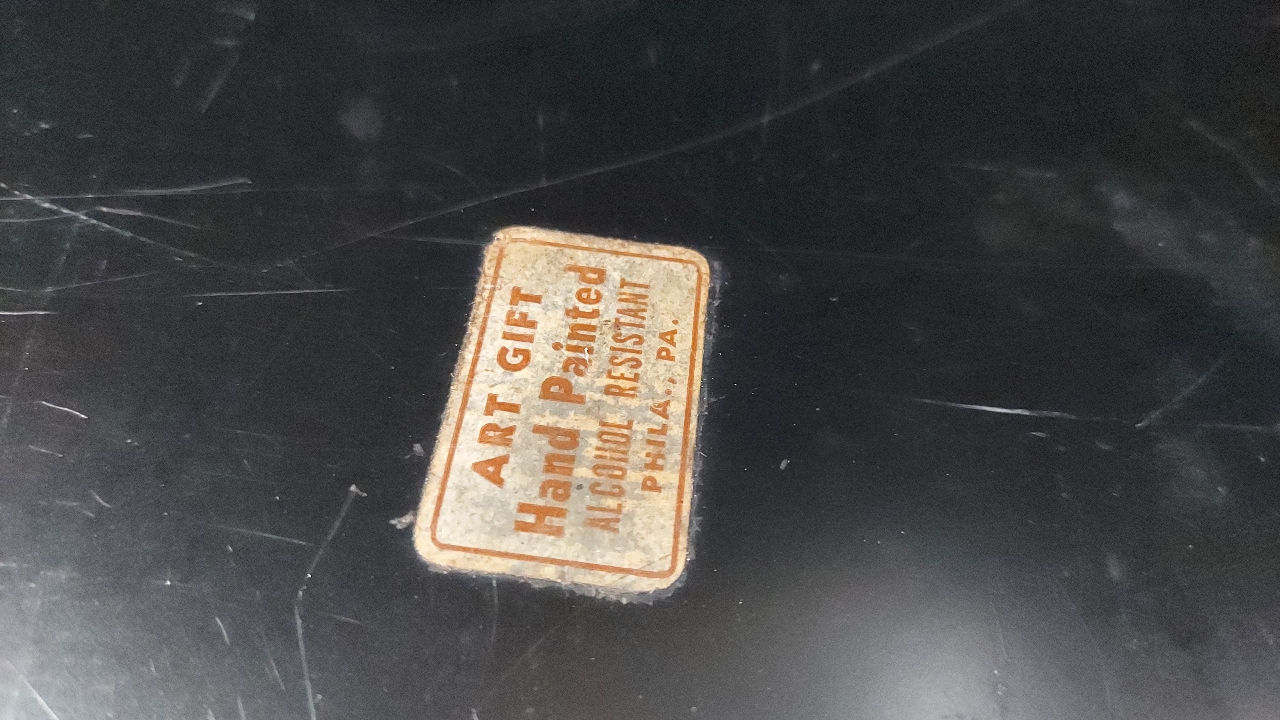 ART GIFT
Hand Painted
ALCOHOL RESISTANT
PHILA., PA.